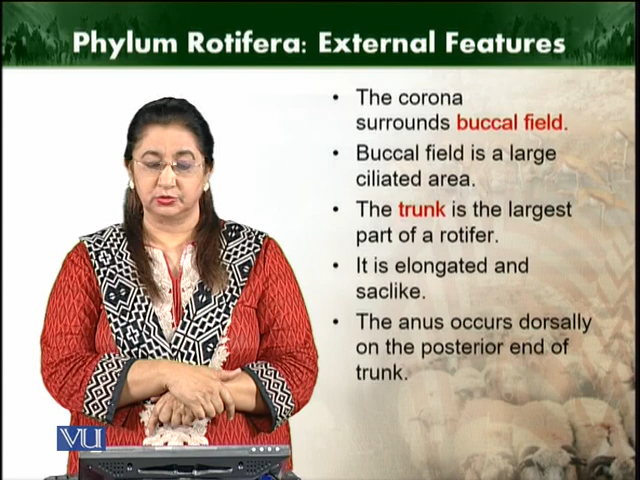 Phylum Rotifera: External Features
• The corona
surrounds buccal field.
• Buccal field is a large
ciliated area.
• The trunk is the largest
part of a rotifer.
• It is elongated and
saclike.
• The anus occurs dorsally
on the posterior end of
trunk.
VU